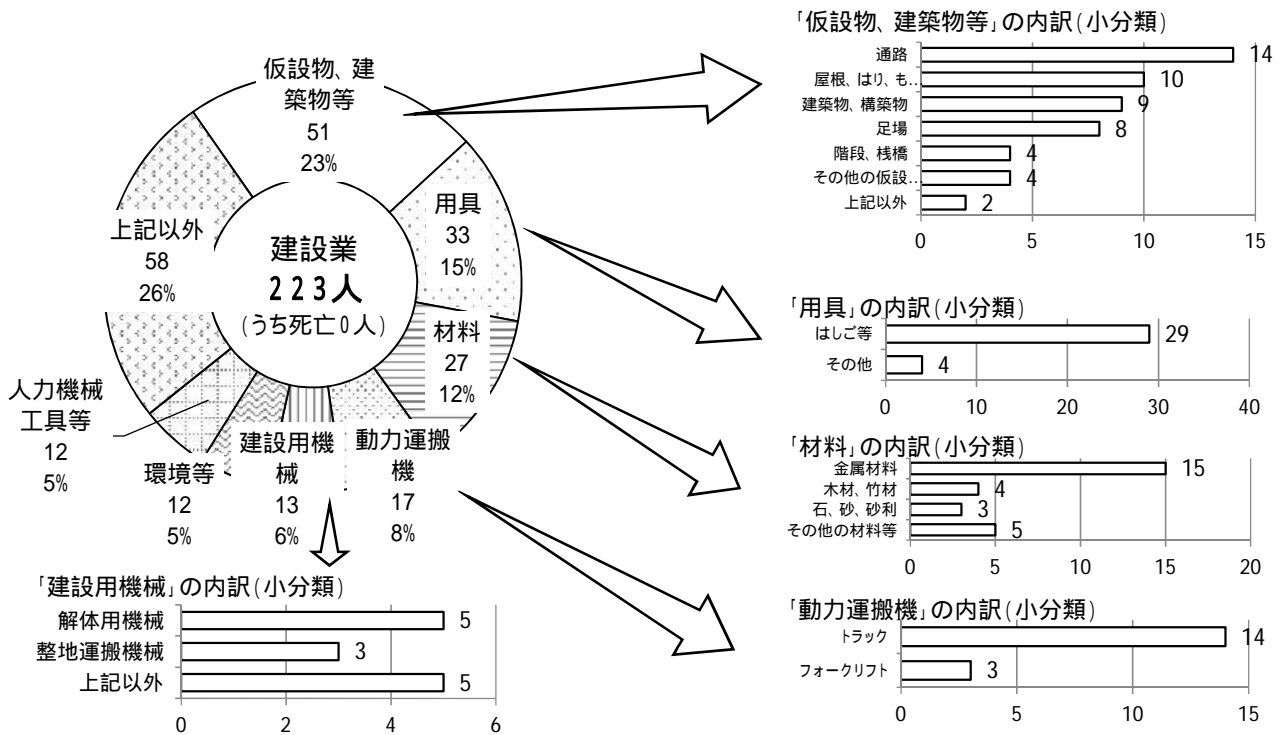 仮設物、建
築物等
51
23%
用具
33
15%
材料
27
12%
動力運搬
機
17
8%
建設用機
械
13
6%
環境等
12
5%
人力機械
工具等
12
5%
上記以外
58
26%
建設業
223人
(うち死亡0人)
「仮設物、建築物等」の内訳(小分類)
通路 14
屋根、はり、も… 10
建築物、構築物 9
足場 8
階段、桟橋 4
その他の仮設… 4
上記以外 2
0 5 10 15
「用具」の内訳(小分類)
はしご等 29
その他 4
0 10 20 30 40
「材料」の内訳(小分類)
金属材料 15
木材、竹材 4
石、砂、砂利 3
その他の材料等 5
0 5 10 15 20
「動力運搬機」の内訳(小分類)
トラック 14
フォークリフト 3
0 5 10 15
「建設用機械」の内訳(小分類)
解体用機械 5
整地運搬機械 3
上記以外 5
0 2 4 6